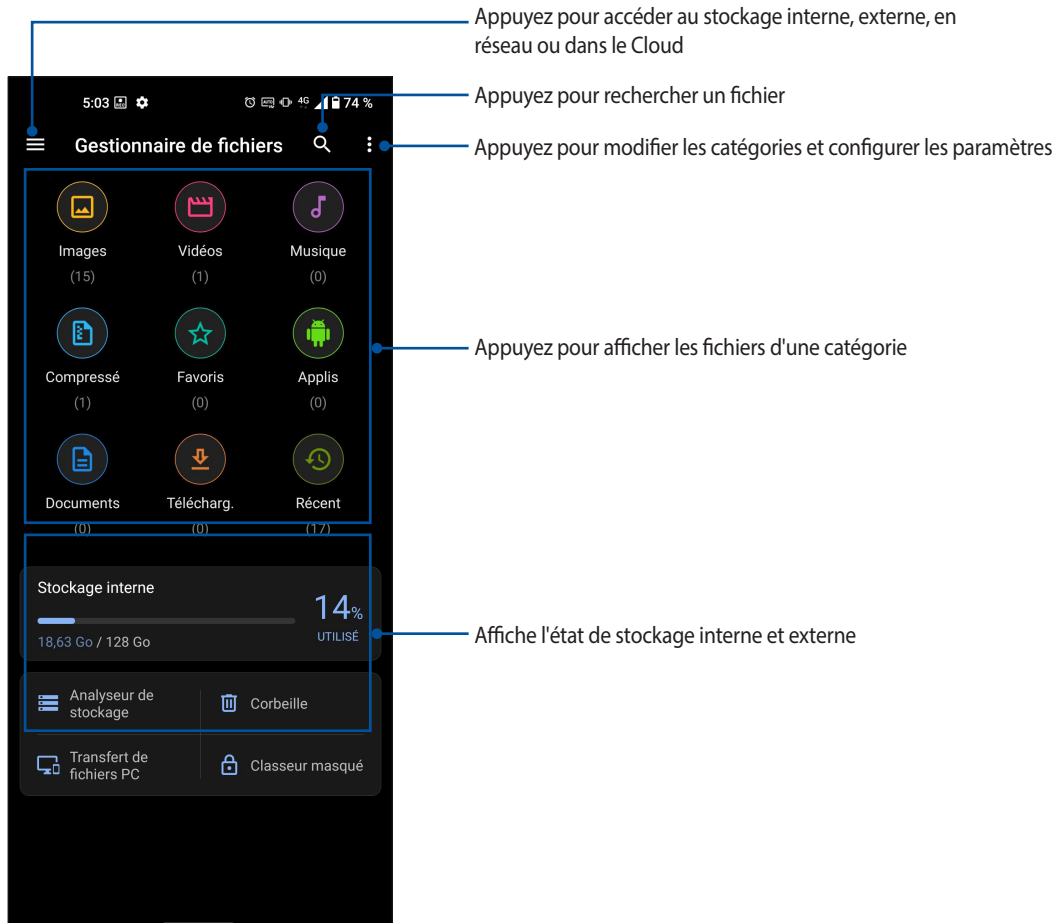 Appuyez pour accéder au stockage interne, externe, en
réseau ou dans le Cloud
5:03
4G
74 %
Appuyez pour rechercher un fichier
Gestionnaire de fichiers
Appuyez pour modifier les catégories et configurer les paramètres
Images
Vidéos
Musique
(15)
(1)
(0)
Appuyez pour afficher les fichiers d'une catégorie
Compressé
Favoris
Applis
(1)
(0)
(0)
Documents
Télécharg.
Récent
(0)
(0)
(17)
Stockage interne
14%
UTILISÉ
18,63 Go / 128 Go
Affiche l'état de stockage interne et externe
Analyseur de
stockage
Corbeille
Transfert de
fichiers PC
Classeur masqué